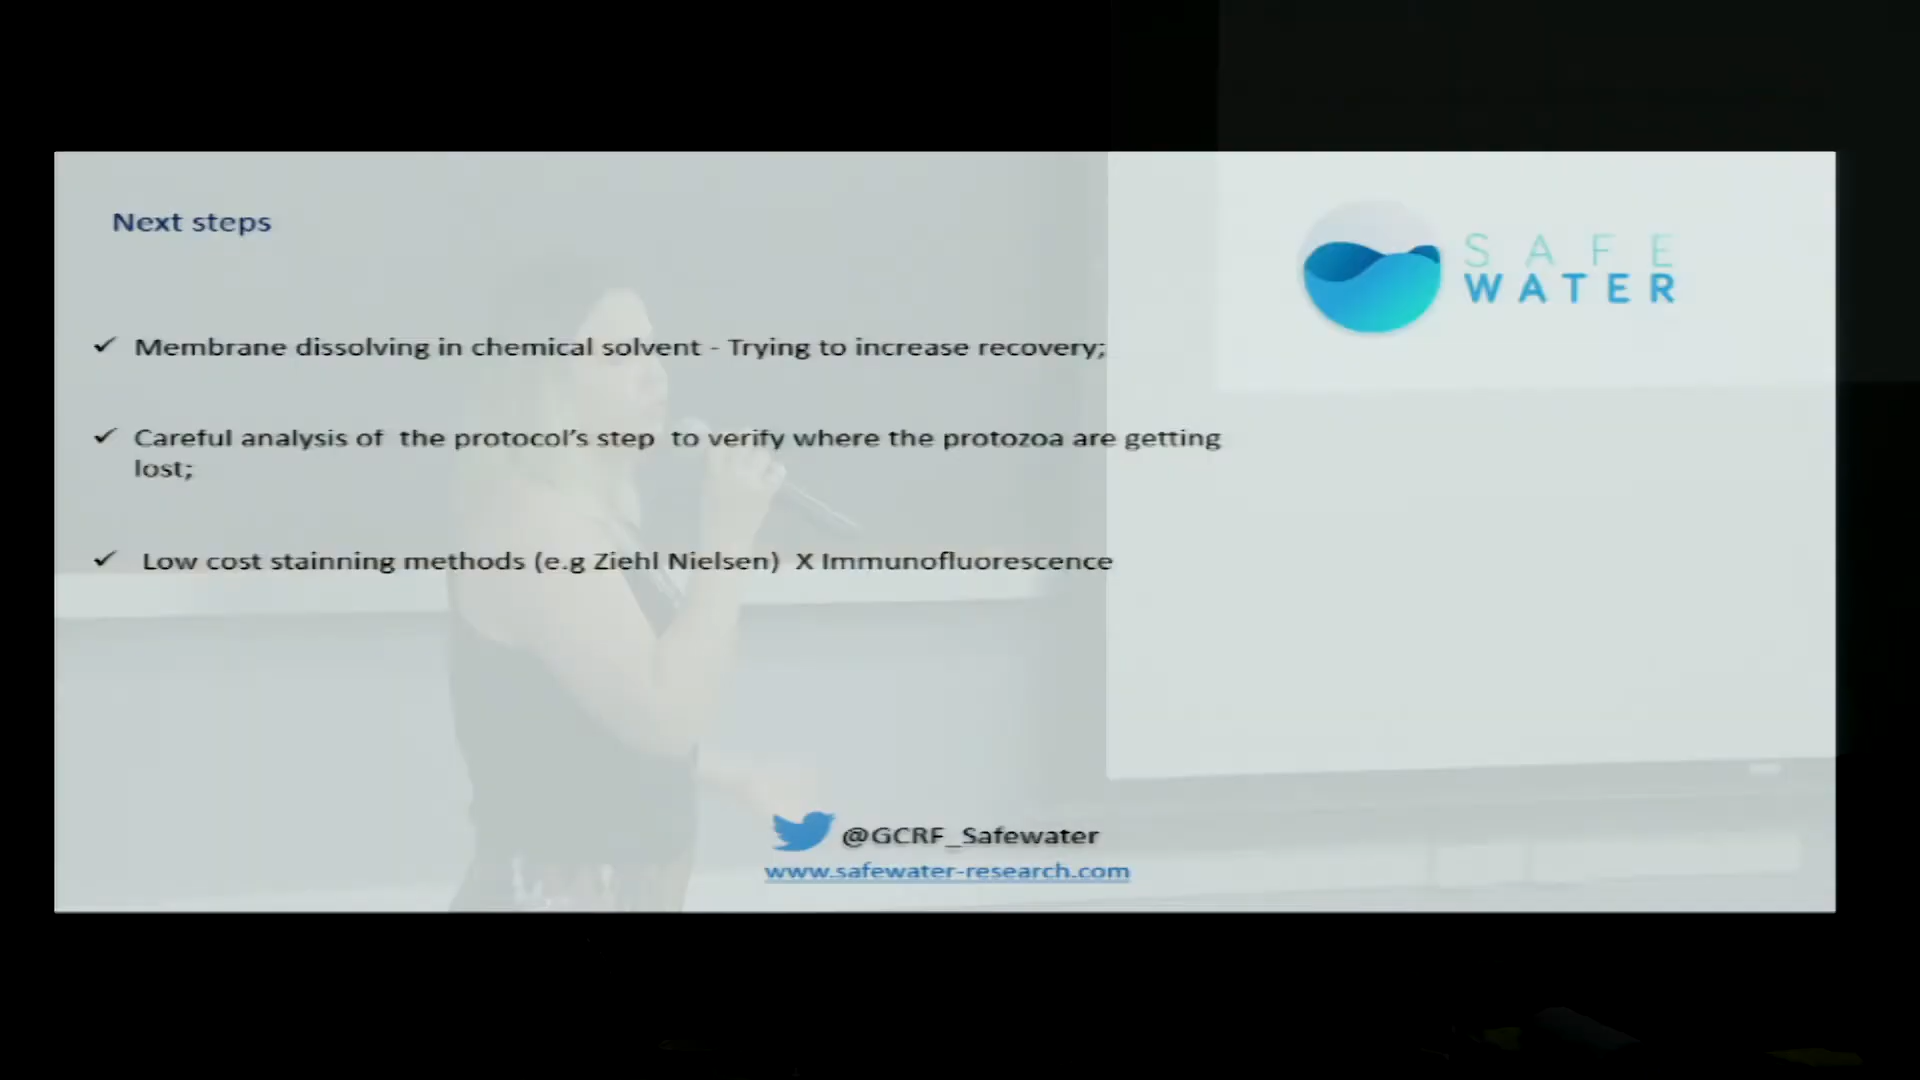 Next steps
SAFE
WATER
✓ Membrane dissolving in chemical solvent - Trying to increase recovery;
✓ Careful analysis of the protocol's step to verify where the protozoa are getting
lost;
✓ Low cost stainning methods (e.g Ziehl Nielsen) X Immunofluorescence
@GCRF_Safewater
www.safewater-research.com